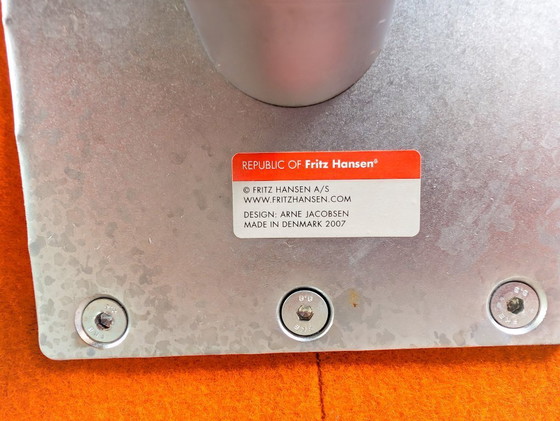 REPUBLIC OF Fritz Hansen®
© FRITZ HANSEN A/S
WWW.FRITZHANSEN.COM
DESIGN: ARNE JACOBSEN
MADE IN DENMARK 2007